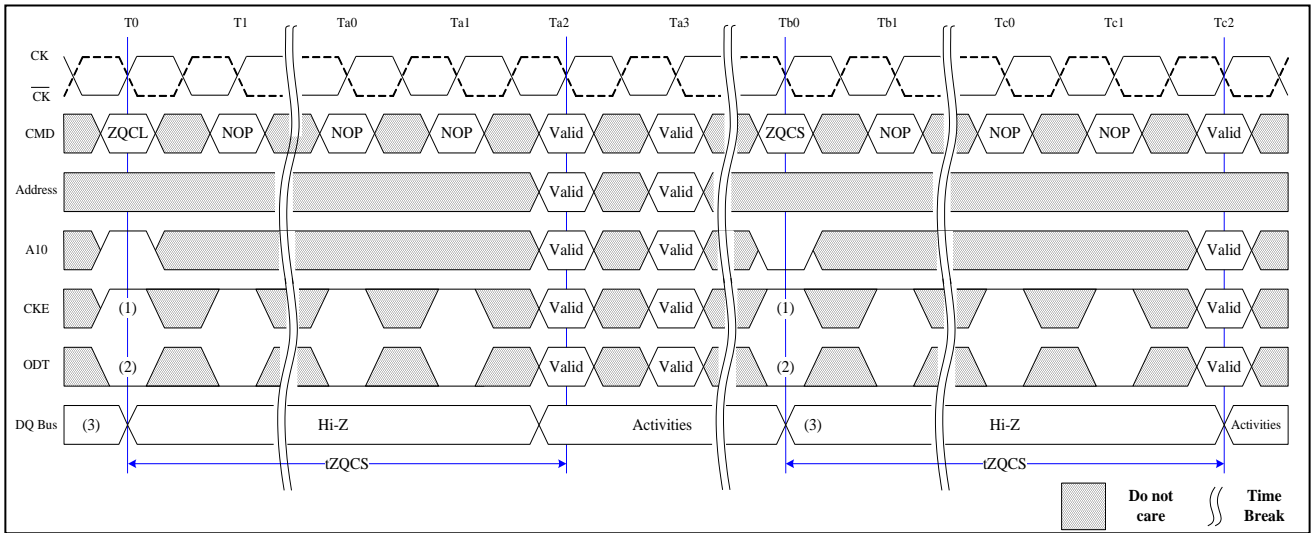 T0 T1 Ta0 Ta1 Ta2 Ta3 Tb0 Tb1 Tc0 Tc1 Tc2
CK
CK
CMD ZQCL NOP NOP NOP Valid Valid ZQCS NOP NOP NOP Valid
Address Valid Valid
A10 Valid Valid Valid
CKE (1) Valid Valid (1) Valid
ODT (2) Valid Valid (2) Valid
DQ Bus (3) Hi-Z Activities (3) Hi-Z Activities
tZQCS tZQCS
Do not care
Time Break